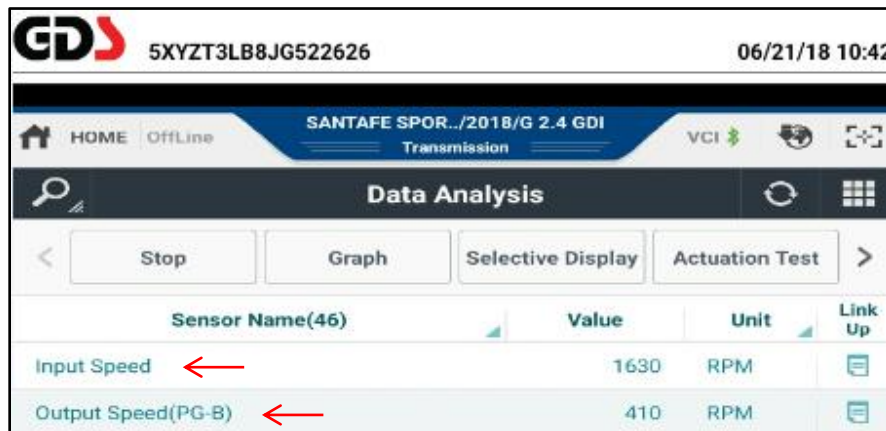 GDS 5XYZT3LB8JG522626 06/21/18 10:42
HOME OffLine SANTAFE SPOR../2018/G 2.4 GDI VCI
Transmission
Data Analysis
< Stop Graph Selective Display Actuation Test >
Sensor Name(46) Value Unit Link Up
Input Speed 1630 RPM
Output Speed(PG-B) 410 RPM